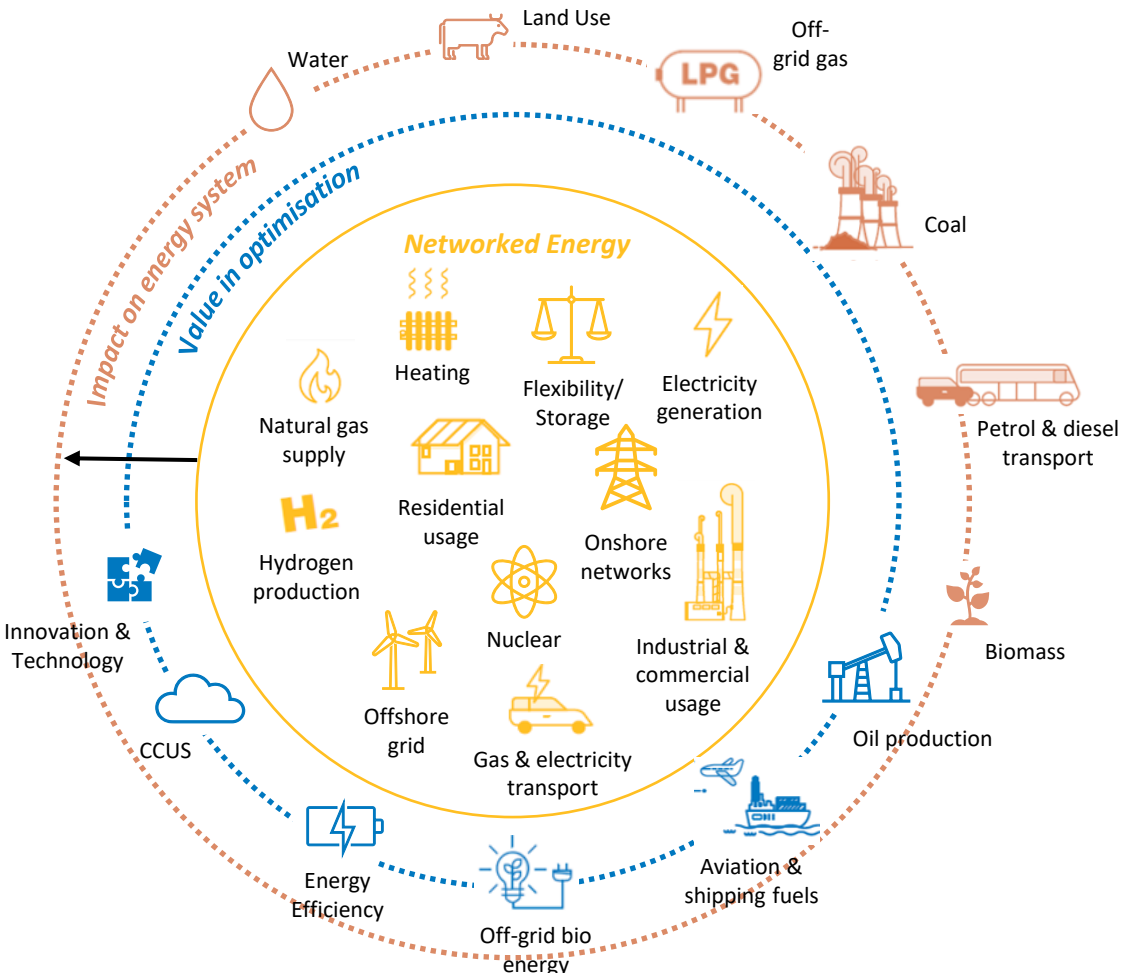 Land Use
Off-
grid gas
Water
LPG
Impact on energy system
Value in optimisation
Coal
Networked Energy
Heating
Flexibility/
Storage
Electricity
generation
Natural gas
supply
Petrol & diesel
transport
Residential
usage
H2
Onshore
networks
Hydrogen
production
Innovation &
Technology
Nuclear
Industrial &
commercial
usage
Biomass
Offshore
grid
CCUS
Oil production
Gas & electricity
transport
Energy
Efficiency
Aviation &
shipping fuels
Off-grid bio
energy